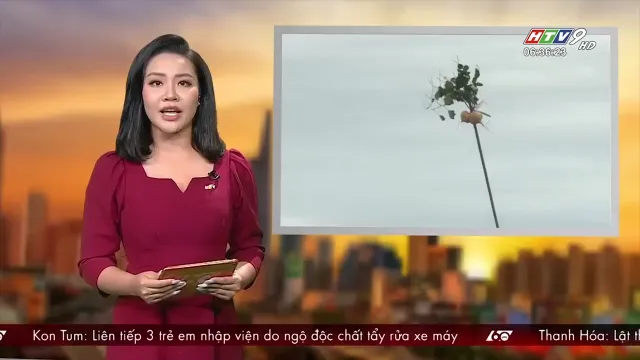 HTV9 HD
06:36:23
Kon Tum: Liên tiếp 3 trẻ em nhập viện do ngộ độc chất tẩy rửa xe máy
Thanh Hóa: Lật